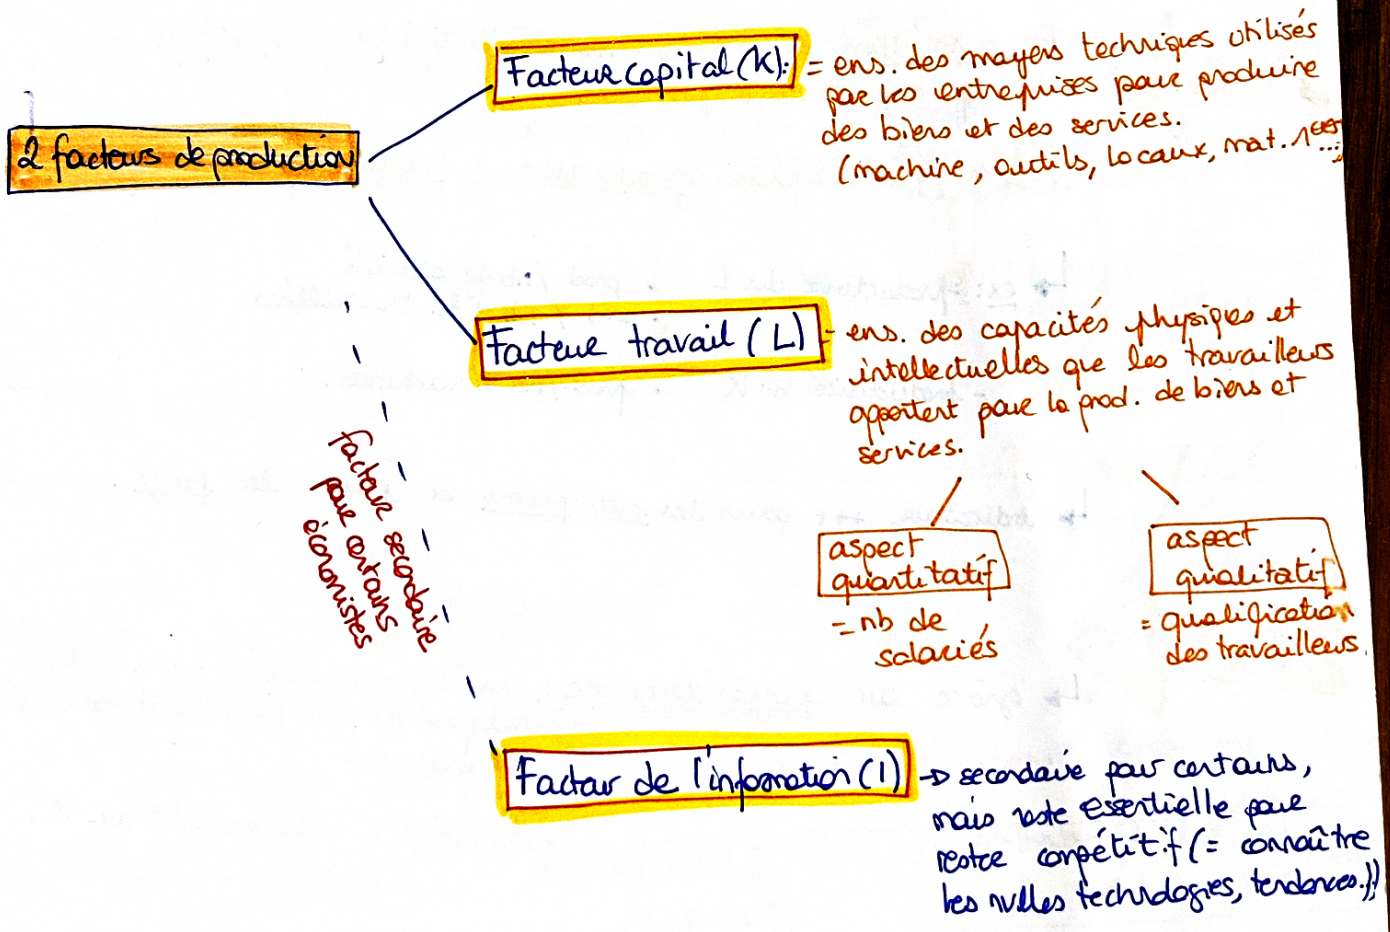 2 facteurs de production
Facteur capital (K):
= ens. des moyens techniques utilisés
par les entreprises pour produire
des biens et des services.
(machine, outils, locaux, mat. 1ères...)
Facteur travail (L)
= ens. des capacités physiques et
intellectuelles que les travailleurs
apportent pour la prod. de biens et
services.
aspect
quantitatif
= nb de
salariés
aspect
qualitatif
= qualification
des travailleurs.
facteur secondaire
pour certains
économistes
Facteur de l'information (I)
→ secondaire pour certains,
mais reste essentielle pour
rester compétitif (= connaître
les nvlles technologies, tendances..))